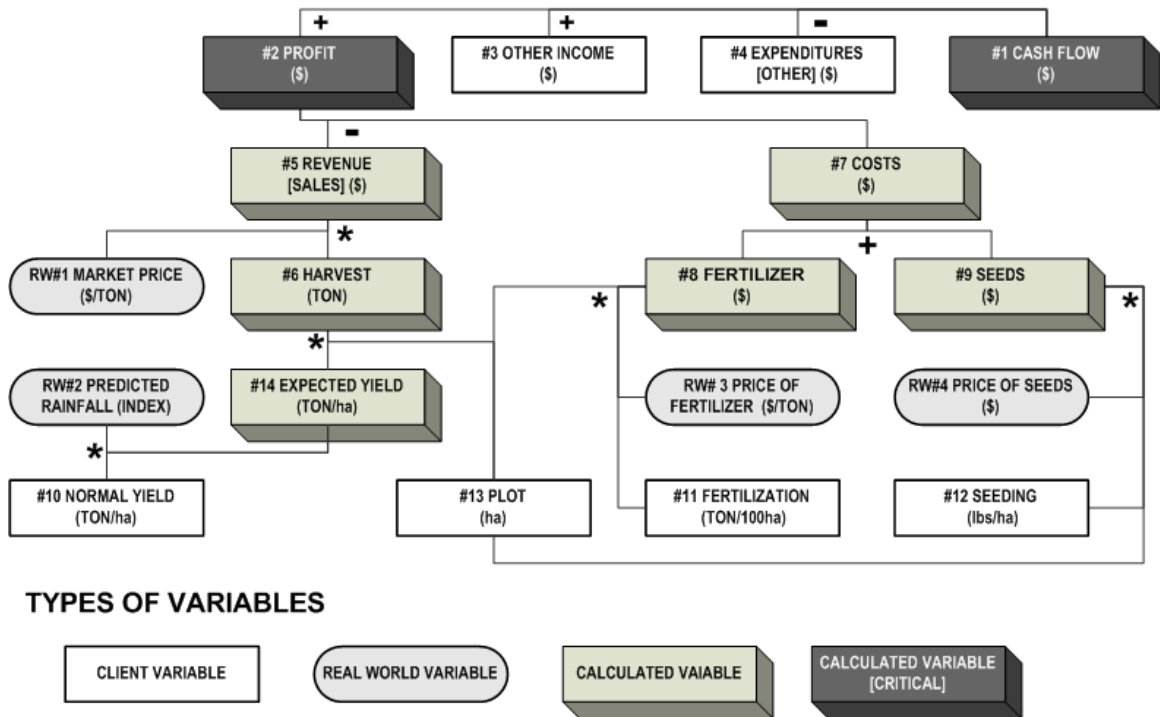 + + -
#2 PROFIT
($)
#3 OTHER INCOME
($)
#4 EXPENDITURES
[OTHER] ($)
#1 CASH FLOW
($)
-
#5 REVENUE
[SALES] ($)
#7 COSTS
($)
* +
RW#1 MARKET PRICE
($/TON)
#6 HARVEST
(TON)
#8 FERTILIZER
($)
#9 SEEDS
($)
* * *
RW#2 PREDICTED
RAINFALL (INDEX)
#14 EXPECTED YIELD
(TON/ha)
RW# 3 PRICE OF
FERTILIZER ($/TON)
RW#4 PRICE OF SEEDS
($)
*
#10 NORMAL YIELD
(TON/ha)
#13 PLOT
(ha)
#11 FERTILIZATION
(TON/100ha)
#12 SEEDING
(lbs/ha)
TYPES OF VARIABLES
CLIENT VARIABLE
REAL WORLD VARIABLE
CALCULATED VAIABLE
CALCULATED VARIABLE
[CRITICAL]